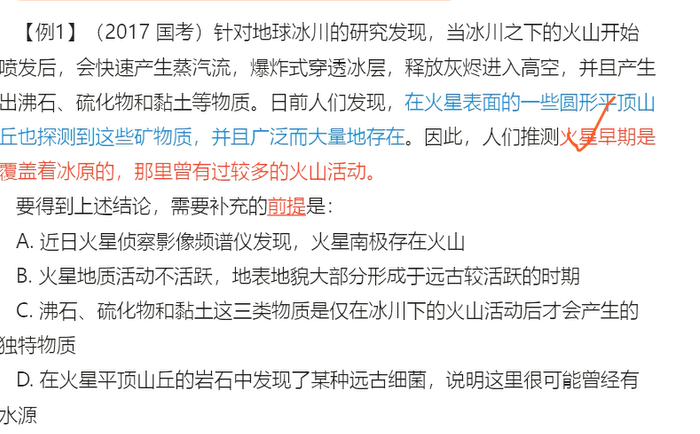 【例1】（2017 国考）针对地球冰川的研究发现，当冰川之下的火山开始
喷发后，会快速产生蒸汽流，爆炸式穿透冰层，释放灰烬进入高空，并且产生
出沸石、硫化物和黏土等物质。日前人们发现，在火星表面的一些圆形平顶山
丘也探测到这些矿物质，并且广泛而大量地存在。因此，人们推测火星早期是
覆盖着冰原的，那里曾有过较多的火山活动。
要得到上述结论，需要补充的前提是：
A. 近日火星侦察影像频谱仪发现，火星南极存在火山
B. 火星地质活动不活跃，地表地貌大部分形成于远古较活跃的时期
C. 沸石、硫化物和黏土这三类物质是仅在冰川下的火山活动后才会产生的
独特物质
D. 在火星平顶山丘的岩石中发现了某种远古细菌，说明这里很可能曾经有
水源